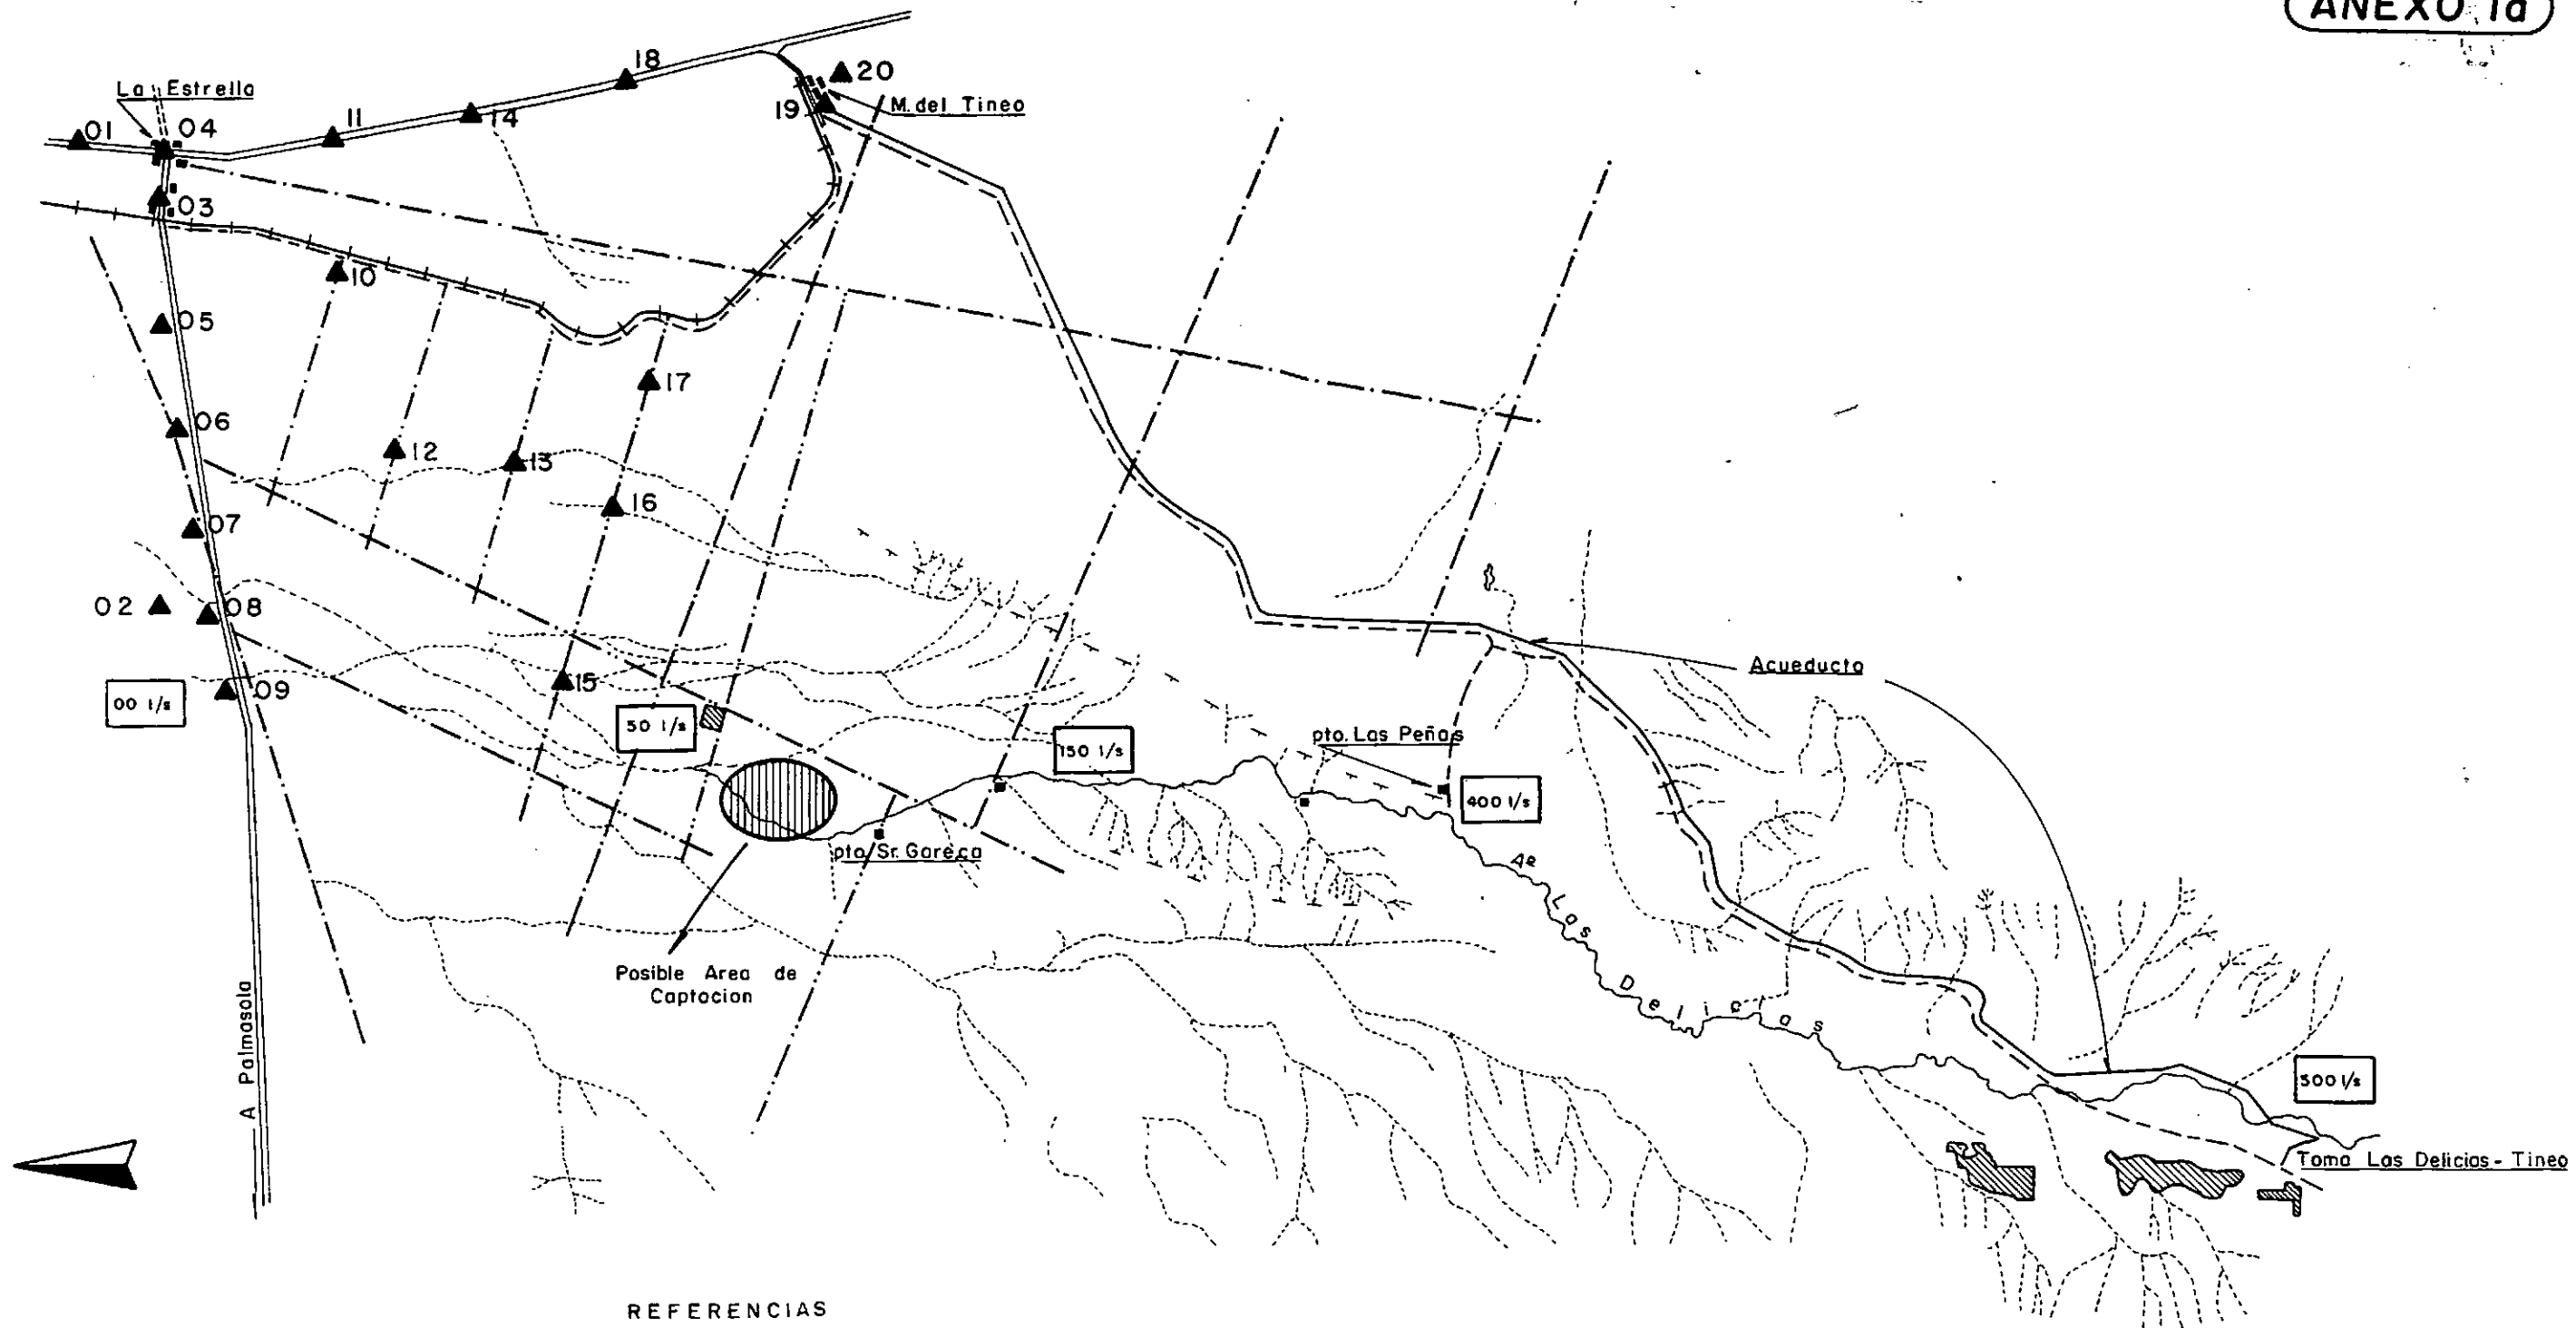 ANEXO 1a
18
20
La Estrella
M. del Tineo
19
01
04
11
14
03
10
05
17
06
12
13
16
07
02
08
09
15
Acueducto
00 l/s
50 l/s
150 l/s
pto. Las Peñas
400 l/s
pto. Sr. Gareca
Aº Las Delicias
Posible Area de
Captacion
A Palmasola
500 l/s
Toma Las Delicias - Tineo
REFERENCIAS